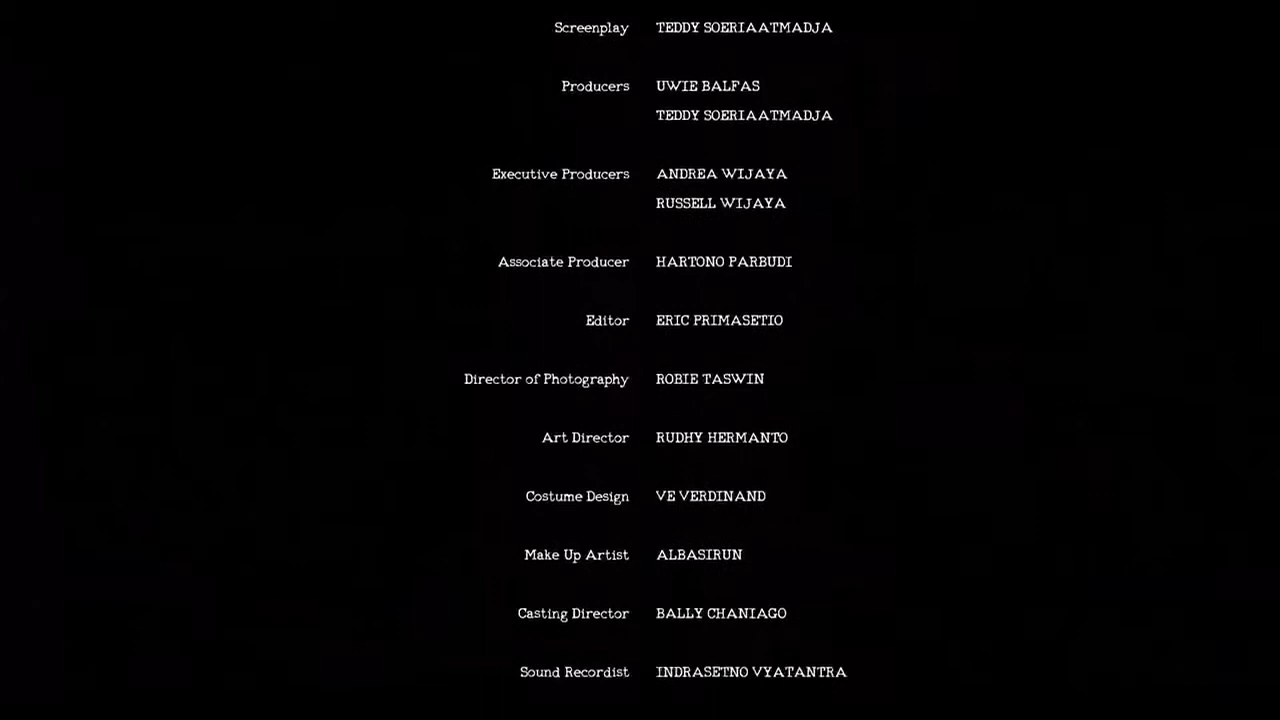 Screenplay TEDDY SOERIAATMADJA
Producers UWIE BALFAS
TEDDY SOERIAATMADJA
Executive Producers ANDREA WIJAYA
RUSSELL WIJAYA
Associate Producer HARTONO PARBUDI
Editor ERIC PRIMASETIO
Director of Photography ROBIE TASWIN
Art Director RUDHY HERMANTO
Costume Design VE VERDINAND
Make Up Artist ALBASIRUN
Casting Director BALLY CHANIAGO
Sound Recordist INDRASETNO VYATANTRA